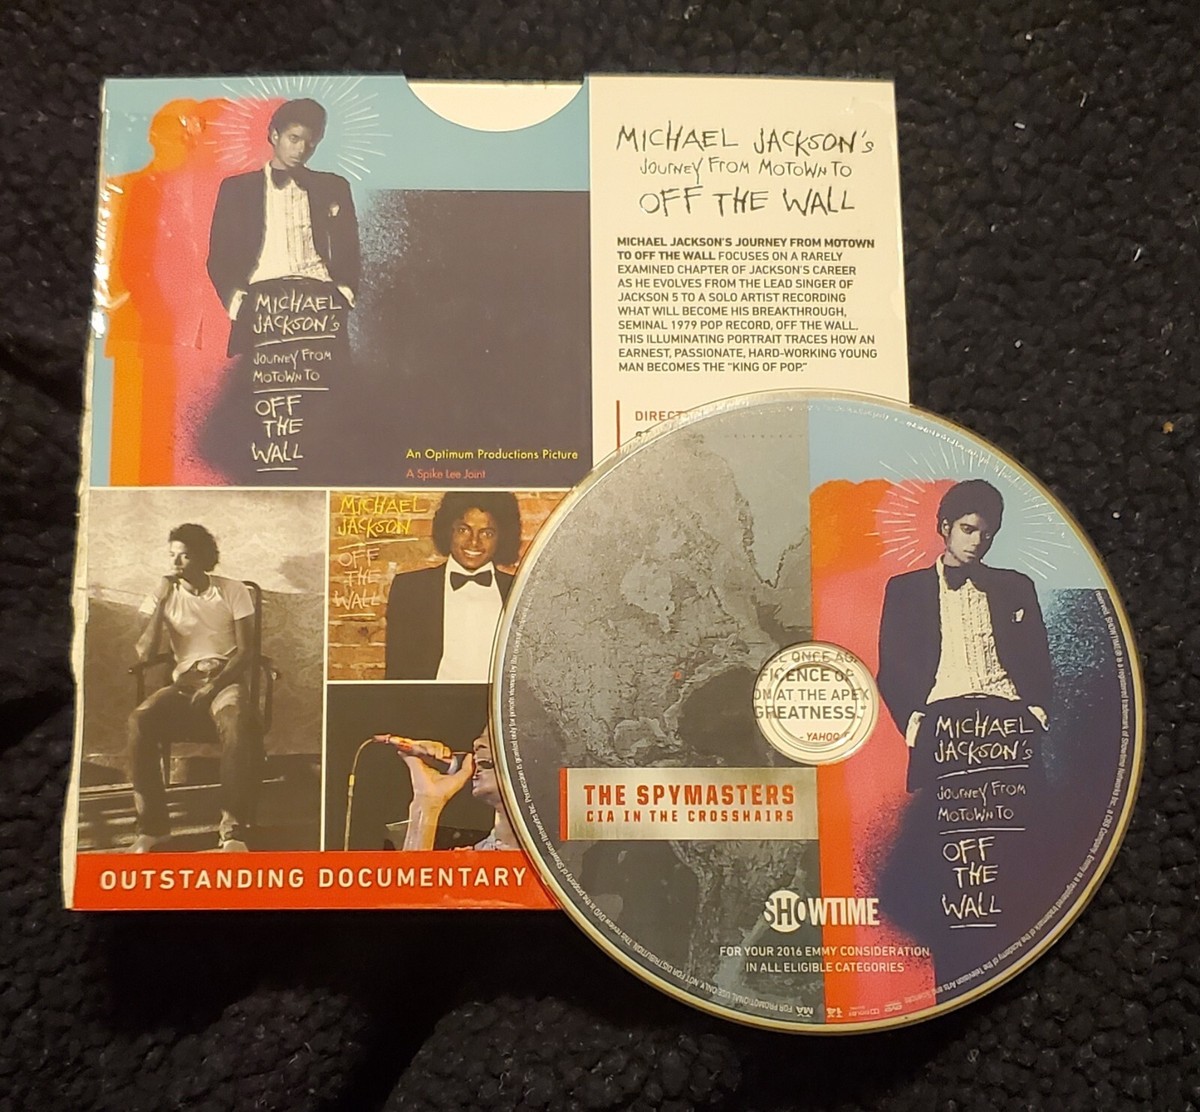 MICHAEL JACKSON's
JOURNEY FROM MOTOWN TO
OFF THE WALL
MICHAEL JACKSON'S JOURNEY FROM MOTOWN
TO OFF THE WALL FOCUSES ON A RARELY
EXAMINED CHAPTER OF JACKSON'S CAREER
AS HE EVOLVES FROM THE LEAD SINGER OF
JACKSON 5 TO A SOLO ARTIST RECORDING
WHAT WILL BECOME HIS BREAKTHROUGH,
SEMINAL 1979 POP RECORD, OFF THE WALL.
THIS ILLUMINATING PORTRAIT TRACES HOW AN
EARNEST, PASSIONATE, HARD-WORKING YOUNG
MAN BECOMES THE "KING OF POP."
MICHAEL
JACKSON's
JOURNEY FROM
MOTOWN TO
OFF
THE
WALL
An Optimum Productions Picture
A Spike Lee Joint
MICHAEL
JACKSON
OFF
THE
WALL
OUTSTANDING DOCUMENTARY
ONCE
OF
AT THE APEX
GREATNESS."
- YAHOO
THE SPYMASTERS
CIA IN THE CROSSHAIRS
MICHAEL
JACKSON's
JOURNEY FROM
MOTOWN TO
OFF
THE
WALL
SHOWTIME
FOR YOUR 2016 EMMY CONSIDERATION
IN ALL ELIGIBLE CATEGORIES